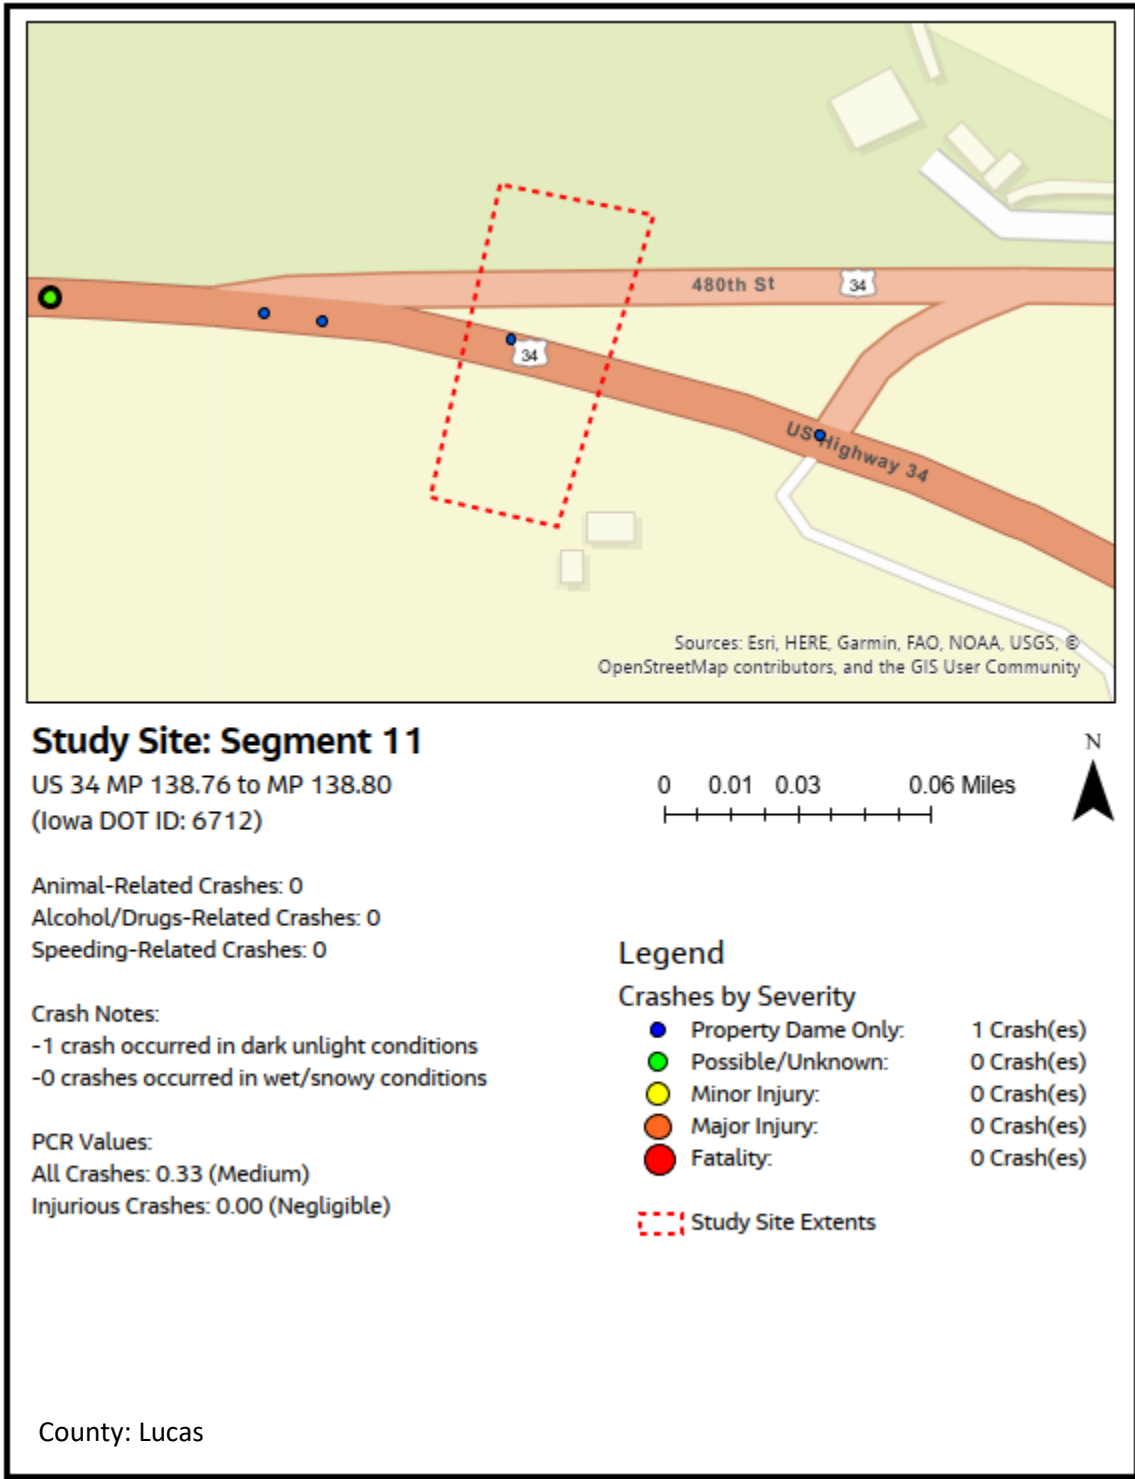 480th St
34
34
US Highway 34
Sources: Esri, HERE, Garmin, FAO, NOAA, USGS, ©
OpenStreetMap contributors, and the GIS User Community
Study Site: Segment 11
US 34 MP 138.76 to MP 138.80
(Iowa DOT ID: 6712)
0 0.01 0.03 0.06 Miles
N
Animal-Related Crashes: 0
Alcohol/Drugs-Related Crashes: 0
Speeding-Related Crashes: 0
Crash Notes:
-1 crash occurred in dark unlight conditions
-0 crashes occurred in wet/snowy conditions
PCR Values:
All Crashes: 0.33 (Medium)
Injurious Crashes: 0.00 (Negligible)
Legend
Crashes by Severity
Property Dame Only: 1 Crash(es)
Possible/Unknown: 0 Crash(es)
Minor Injury: 0 Crash(es)
Major Injury: 0 Crash(es)
Fatality: 0 Crash(es)
Study Site Extents
County: Lucas